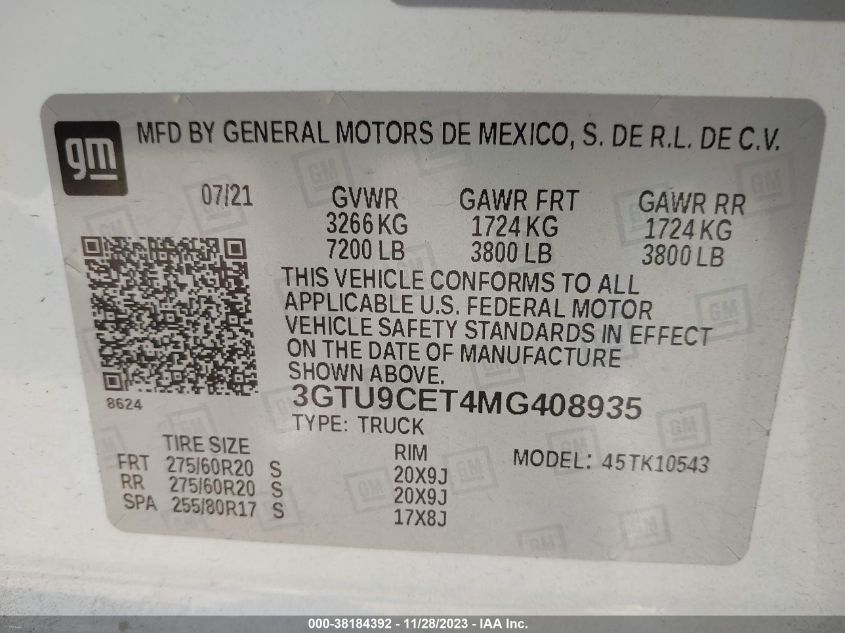 gm
MFD BY GENERAL MOTORS DE MEXICO, S. DE R.L. DE C.V.
07/21 GVWR GAWR FRT GAWR RR
3266 KG 1724 KG 1724 KG
7200 LB 3800 LB 3800 LB
THIS VEHICLE CONFORMS TO ALL
APPLICABLE U.S. FEDERAL MOTOR
VEHICLE SAFETY STANDARDS IN EFFECT
ON THE DATE OF MANUFACTURE
SHOWN ABOVE.
8624
3GTU9CET4MG408935
TYPE: TRUCK
TIRE SIZE RIM MODEL: 45TK10543
FRT 275/60R20 S 20X9J
RR 275/60R20 S 20X9J
SPA 255/80R17 S 17X8J
000-38184392 - 11/28/2023 - IAA Inc.